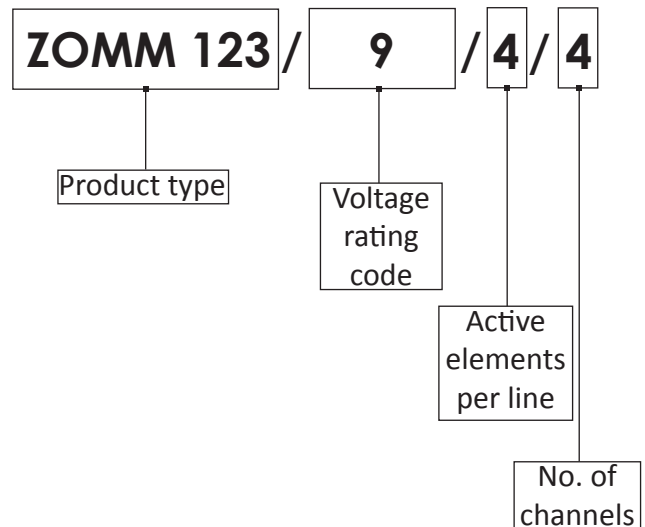 ZOMM 123/ 9 /4/ 4
Product type
Voltage
rating
code
Active
elements
per line
No. of
channels